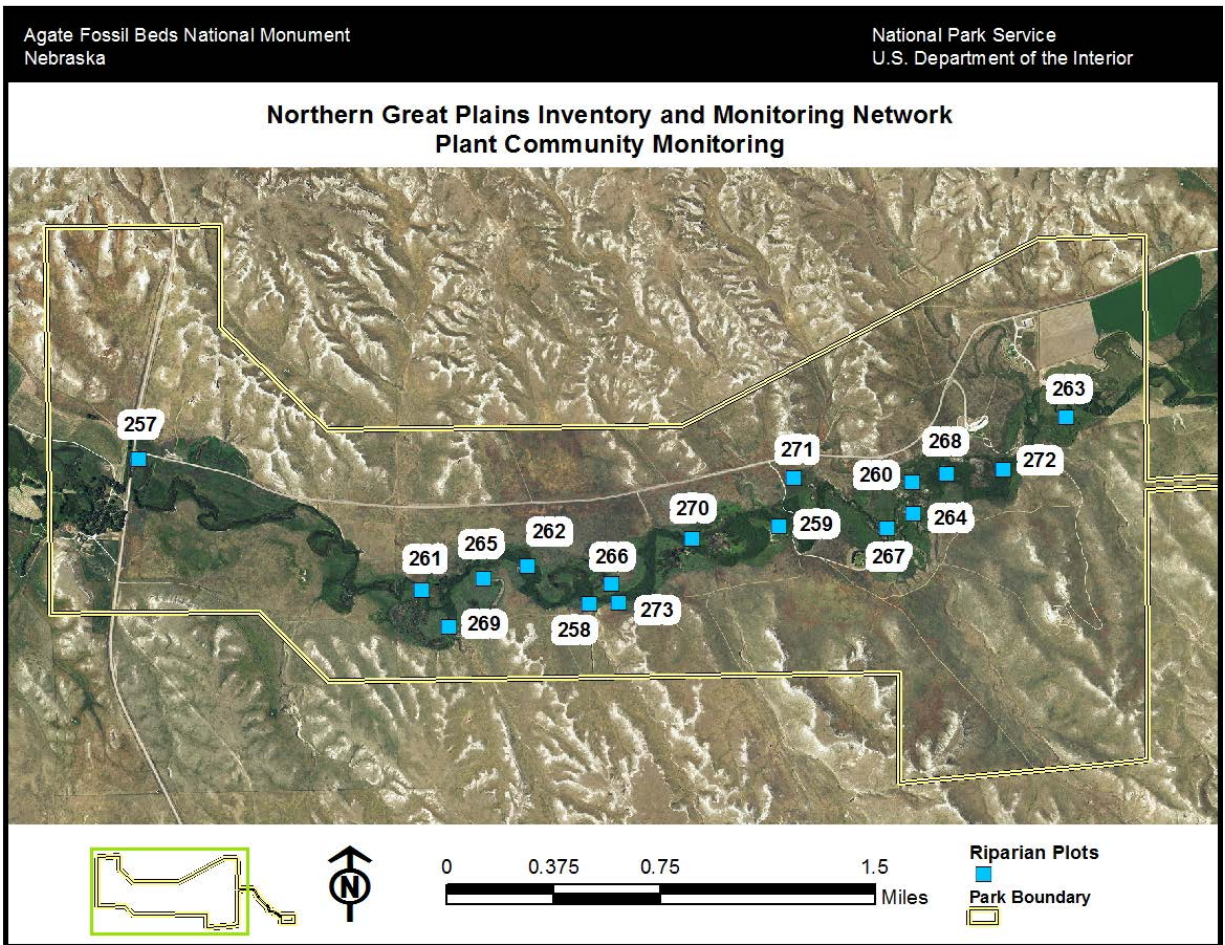 Agate Fossil Beds National Monument
Nebraska
National Park Service
U.S. Department of the Interior
Northern Great Plains Inventory and Monitoring Network
Plant Community Monitoring
257
263
271
268
260
272
270
259
264
262
267
265
266
261
269
258
273
N
0
0.375
0.75
1.5
Miles
Riparian Plots
Park Boundary